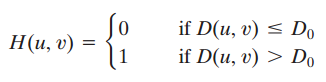 H(u, v) = { 0 if D(u, v) ≤ D₀
1 if D(u, v) > D₀